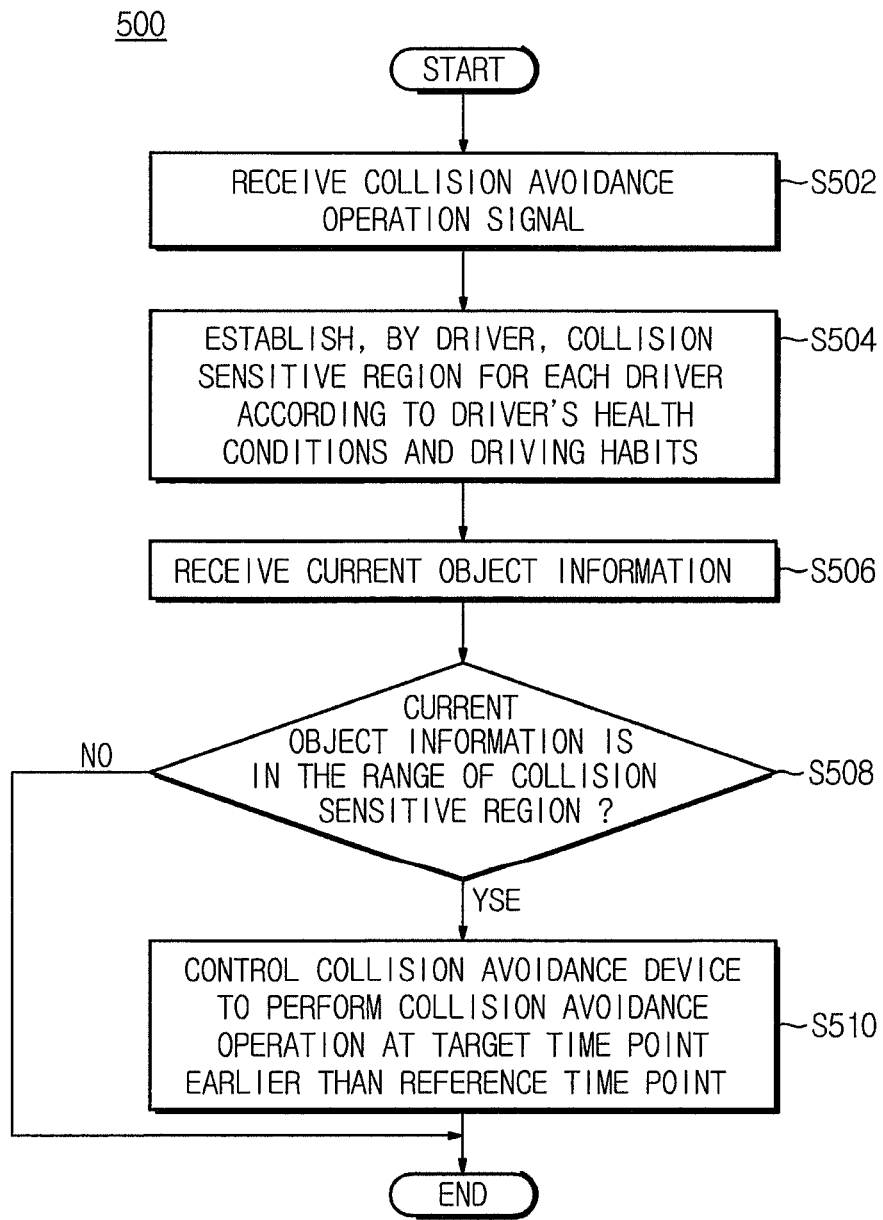 500
START
RECEIVE COLLISION AVOIDANCE
OPERATION SIGNAL
S502
ESTABLISH, BY DRIVER, COLLISION
SENSITIVE REGION FOR EACH DRIVER
ACCORDING TO DRIVER'S HEALTH
CONDITIONS AND DRIVING HABITS
S504
RECEIVE CURRENT OBJECT INFORMATION
S506
CURRENT
OBJECT INFORMATION IS
IN THE RANGE OF COLLISION
SENSITIVE REGION ?
S508
NO
YSE
CONTROL COLLISION AVOIDANCE DEVICE
TO PERFORM COLLISION AVOIDANCE
OPERATION AT TARGET TIME POINT
EARLIER THAN REFERENCE TIME POINT
S510
END